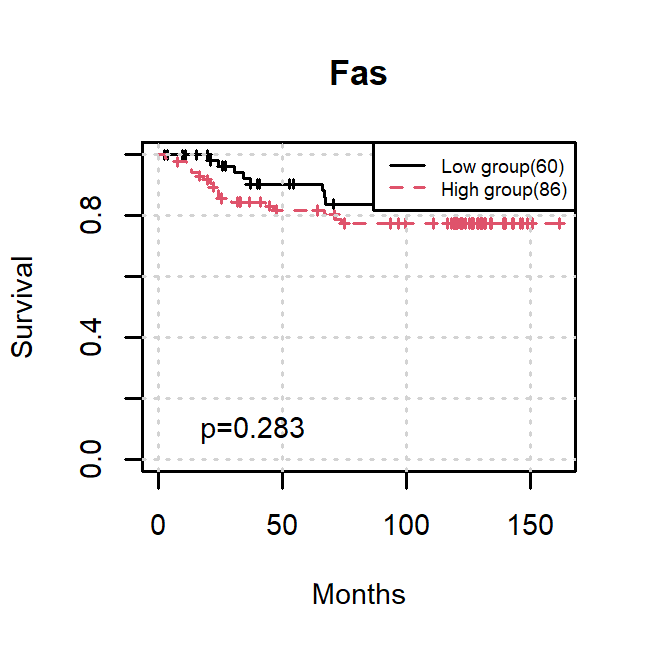 Fas
Low group(60)
High group(86)
Survival
0.8
0.4
0.0
p=0.283
0 50 100 150
Months